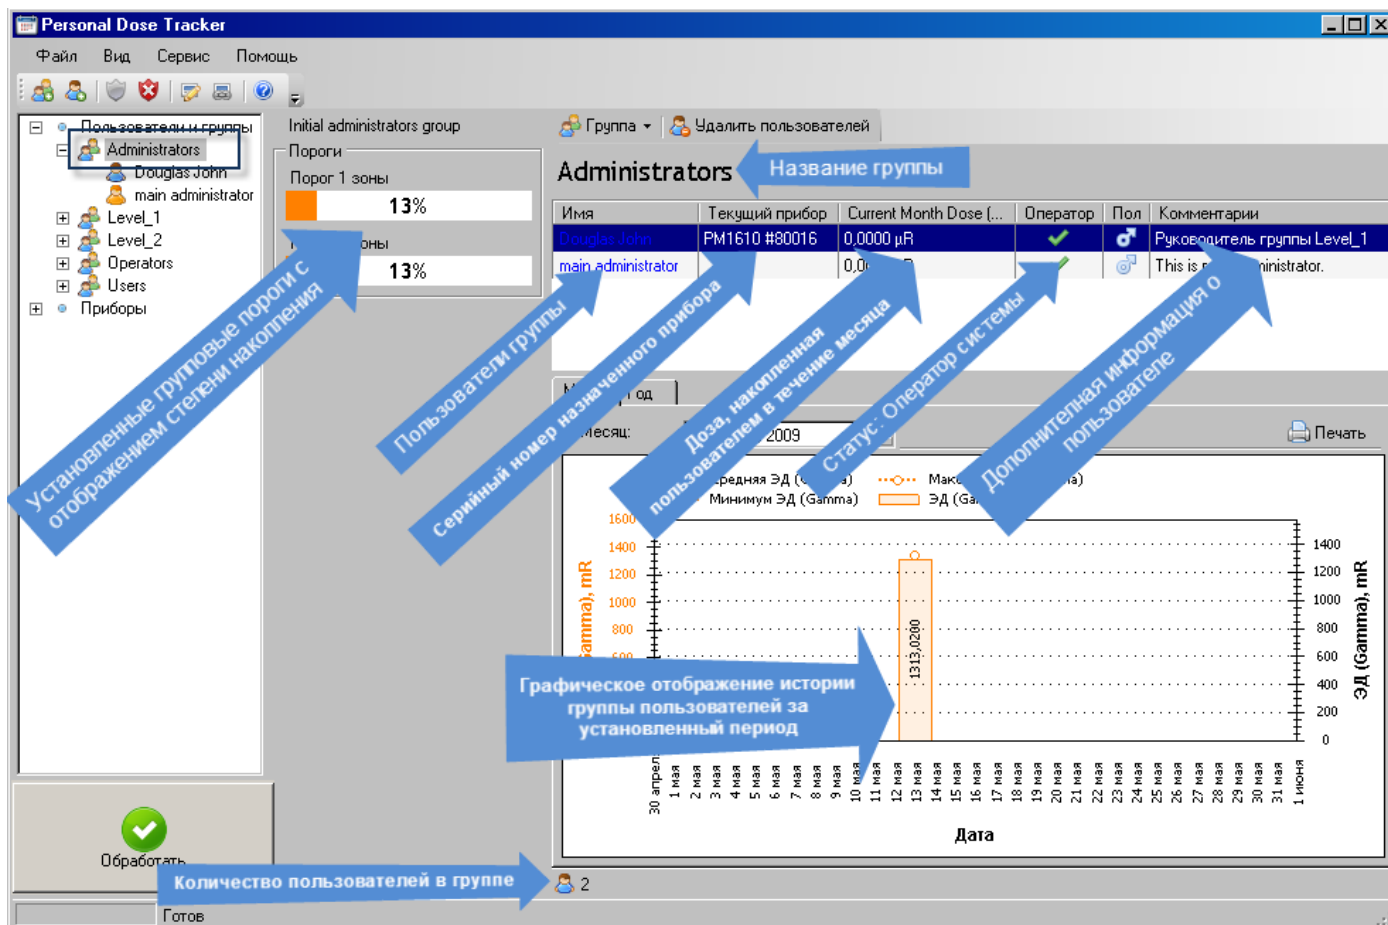 Personal Dose Tracker
Файл Вид Сервис Помощь
Пользователи и группы
Administrators
Douglas John
main administrator
Level_1
Level_2
Operators
Users
Приборы
Initial administrators group
Пороги
Порог 1 зоны
13%
зоны
13%
Группа
Удалить пользователей
Administrators
Название группы
Имя Текущий прибор Current Month Dose (... Оператор Пол Комментарии
Douglas John PM1610 #80016 0,0000 µR Руководитель группы Level_1
main administrator This is
Установленные групповые пороги с
отображением степени накопления
Пользователи группы
Серийный номер назначенного прибора
Доза, накопленная
пользователем в течение месяца
Статус: Оператор системы
Дополнителная информация о
пользователе
Месяц:
2009
Печать
Минимум ЭД (Gamma)
ЭД
1600
1400
1200
1000
800
1400
1200
1000
800
600
400
200
0
ЭД (Gamma), mR
1313,0200
Графическое отображение истории
группы пользователей за
установленный период
1 мая
2 мая
3 мая
4 мая
5 мая
6 мая
7 мая
8 мая
9 мая
10 мая
11 мая
12 мая
13 мая
14 мая
15 мая
16 мая
17 мая
18 мая
19 мая
20 мая
21 мая
22 мая
23 мая
24 мая
25 мая
26 мая
27 мая
28 мая
29 мая
30 мая
31 мая
1 июня
Дата
Обработать
Количество пользователей в группе
2
Готов